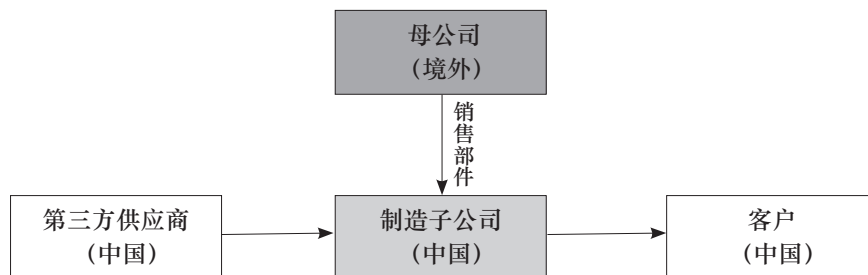 母公司
（境外）
销售部件
第三方供应商
（中国）
制造子公司
（中国）
客户
（中国）